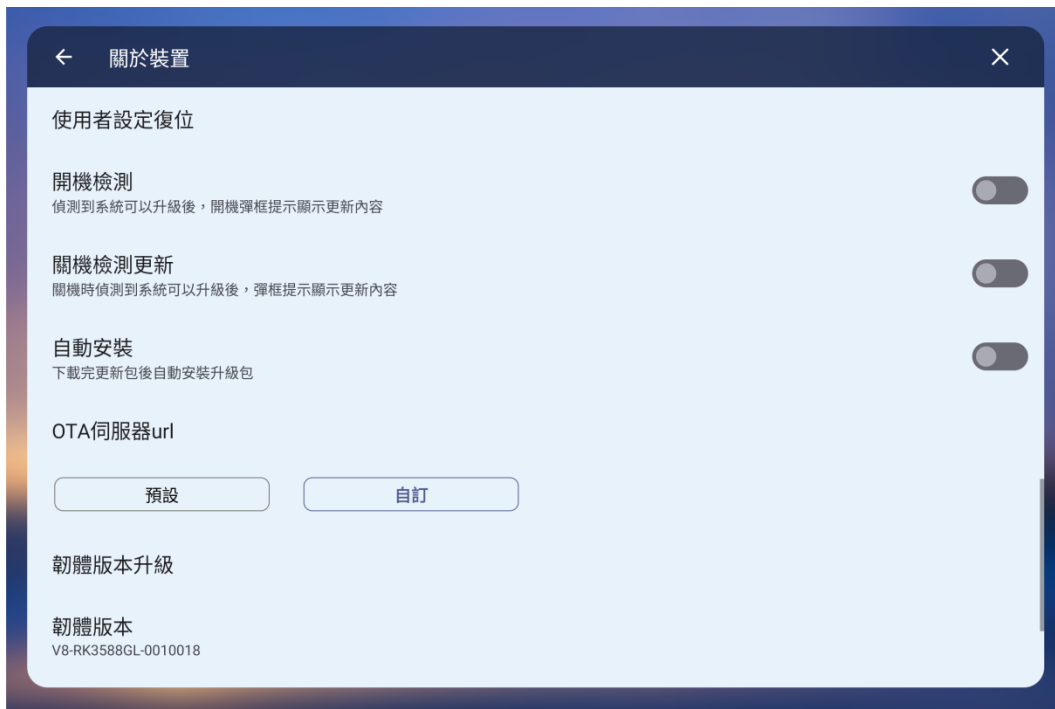 關於裝置
使用者設定復位
開機檢測
偵測到系統可以升級後，開機彈框提示顯示更新內容
關機檢測更新
關機時偵測到系統可以升級後，彈框提示顯示更新內容
自動安裝
下載完更新包後自動安裝升級包
OTA伺服器url
預設 自訂
韌體版本升級
韌體版本
V8-RK3588GL-0010018